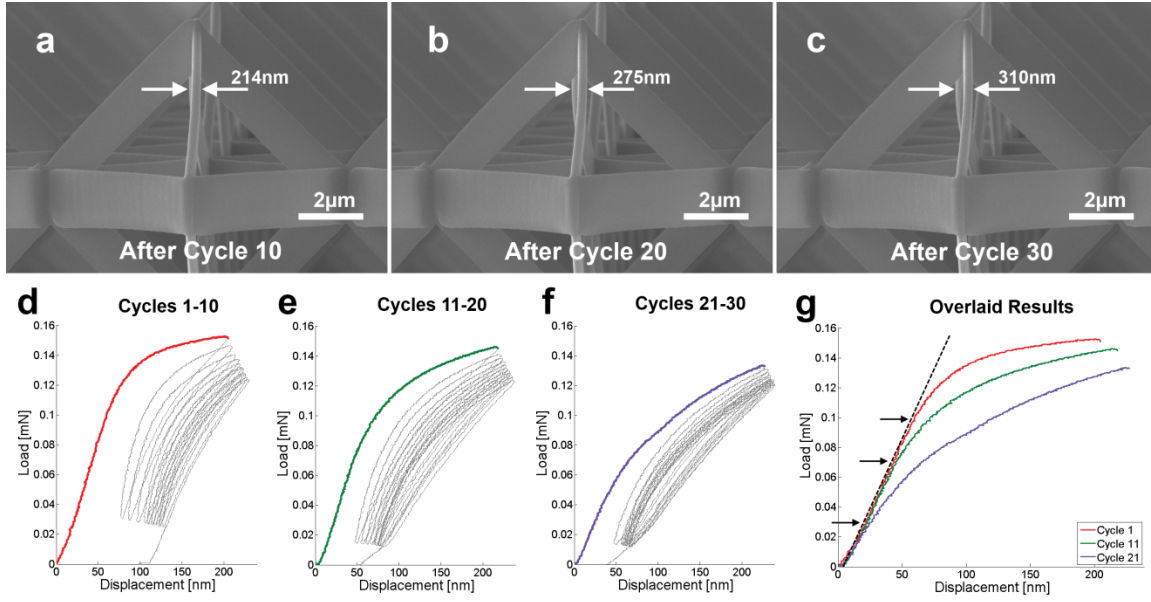 a
214nm
2µm
After Cycle 10
b
275nm
2µm
After Cycle 20
c
310nm
2µm
After Cycle 30
d
Cycles 1-10
0.16
0.14
0.12
0.1
0.08
0.06
0.04
0.02
0
Load [mN]
0 50 100 150 200
Displacement [nm]
e
Cycles 11-20
0.16
0.14
0.12
0.1
0.08
0.06
0.04
0.02
0
Load [mN]
0 50 100 150 200
Displacement [nm]
f
Cycles 21-30
0.16
0.14
0.12
0.1
0.08
0.06
0.04
0.02
0
Load [mN]
0 50 100 150 200
Displacement [nm]
g
Overlaid Results
0.16
0.14
0.12
0.1
0.08
0.06
0.04
0.02
0
Load [mN]
0 50 100 150 200
Displacement [nm]
Cycle 1
Cycle 11
Cycle 21